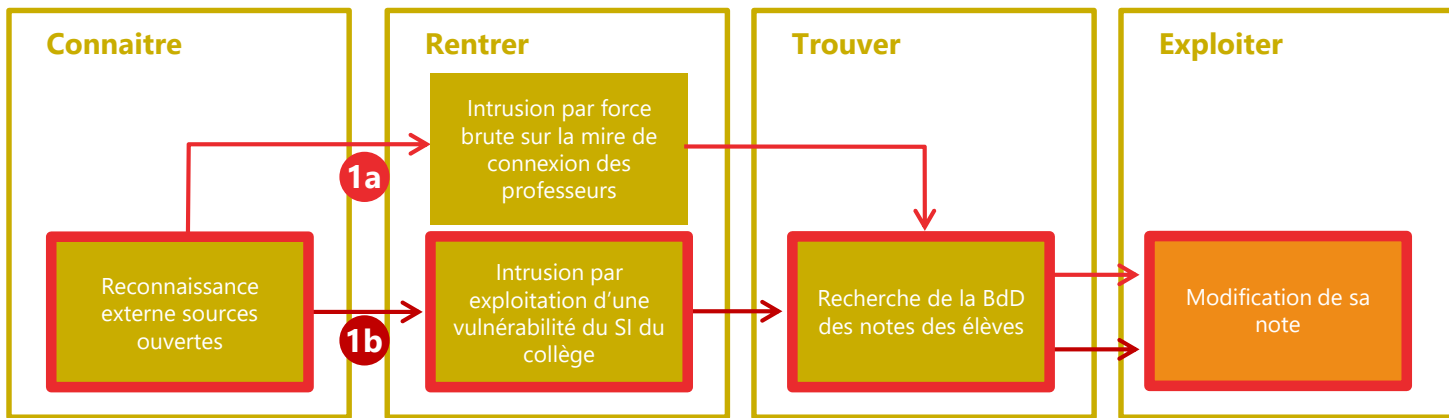 Connaitre
Rentrer
Trouver
Exploiter
Intrusion par force
brute sur la mire de
connexion des
professeurs
1a
Reconnaissance
externe sources
ouvertes
1b
Intrusion par
exploitation d’une
vulnérabilité du SI du
collège
Recherche de la BdD
des notes des élèves
Modification de sa
note